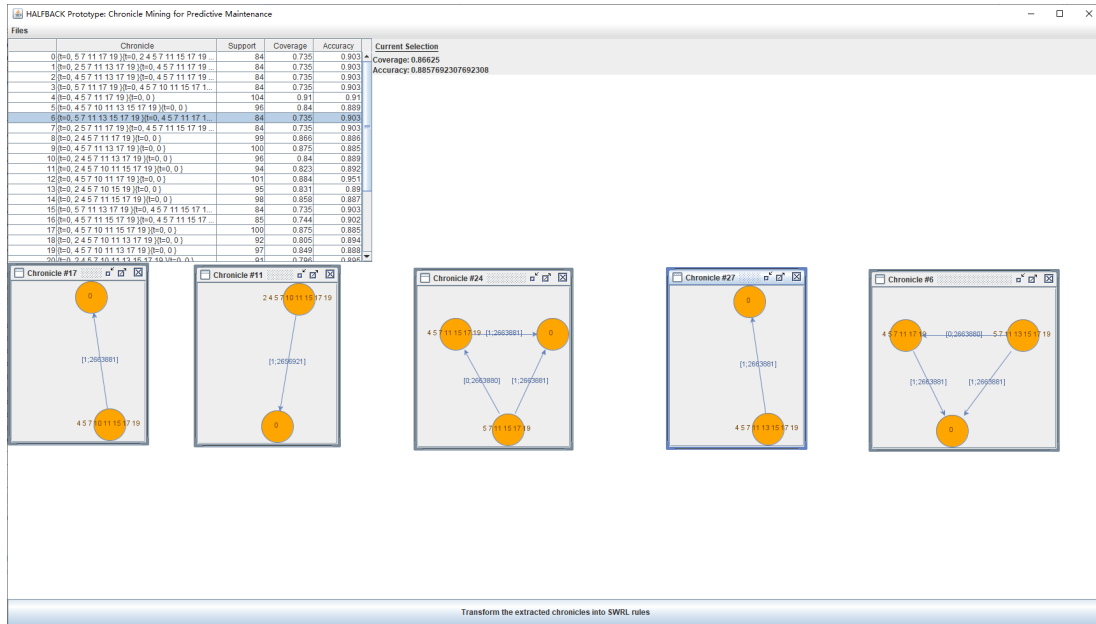 HALFBACK Prototype: Chronicle Mining for Predictive Maintenance
Files
Chronicle Support Coverage Accuracy
0 {t=0, 5 7 11 17 19 }{t=0, 2 4 5 7 11 15 17 19 ... 84 0.735 0.903
1 {t=0, 2 5 7 11 13 17 19 }{t=0, 4 5 7 11 17 19 ... 84 0.735 0.903
2 {t=0, 4 5 7 11 13 17 19 }{t=0, 4 5 7 11 17 19 ... 84 0.735 0.903
3 {t=0, 5 7 11 17 19 }{t=0, 4 5 7 10 11 15 17 1... 84 0.735 0.903
4 {t=0, 4 5 7 11 17 19 }{t=0, 0 } 104 0.91 0.91
5 {t=0, 4 5 7 10 11 13 15 17 19 }{t=0, 0 } 96 0.84 0.889
6 {t=0, 5 7 11 13 15 17 19 }{t=0, 4 5 7 11 17 1... 84 0.735 0.903
7 {t=0, 2 5 7 11 17 19 }{t=0, 4 5 7 11 15 17 19 ... 84 0.735 0.903
8 {t=0, 2 4 5 7 11 17 19 }{t=0, 0 } 99 0.866 0.886
9 {t=0, 4 5 7 11 13 17 19 }{t=0, 0 } 100 0.875 0.885
10 {t=0, 2 4 5 7 11 13 17 19 }{t=0, 0 } 96 0.84 0.889
11 {t=0, 2 4 5 7 10 11 15 17 19 }{t=0, 0 } 94 0.823 0.892
12 {t=0, 4 5 7 11 15 17 19 }{t=0, 0 } 101 0.884 0.951
13 {t=0, 2 4 5 7 10 15 19 }{t=0, 0 } 95 0.831 0.89
14 {t=0, 2 4 5 7 11 15 17 19 }{t=0, 0 } 98 0.858 0.887
15 {t=0, 5 7 11 13 17 19 }{t=0, 4 5 7 11 15 17 1... 84 0.735 0.903
16 {t=0, 4 5 7 11 15 17 19 }{t=0, 4 5 7 11 15 17 ... 85 0.744 0.902
17 {t=0, 4 5 7 10 11 15 17 19 }{t=0, 0 } 100 0.875 0.885
18 {t=0, 2 4 5 7 10 11 13 17 19 }{t=0, 0 } 92 0.805 0.894
19 {t=0, 4 5 7 10 11 13 17 19 }{t=0, 0 } 97 0.849 0.888
20 {t=0, 2 4 5 7 10 11 13 15 17 19 }{t=0, 0 } 91 0.796 0.895
Current Selection
Coverage: 0.86625
Accuracy: 0.8857692307692308
Chronicle #17
0
[1;2663881]
4 5 7 10 11 15 17 19
Chronicle #11
2 4 5 7 10 11 15 17 19
[1;2656921]
0
Chronicle #24
4 5 7 11 15 17 19
[1;2663881]
0
[0;2663880]
[1;2663881]
5 7 11 15 17 19
Chronicle #27
0
[1;2663881]
4 5 7 11 13 15 17 19
Chronicle #6
4 5 7 11 17 19
[0;2663880]
5 7 11 13 15 17 19
[1;2663881]
[1;2663881]
0
Transform the extracted chronicles into SWRL rules